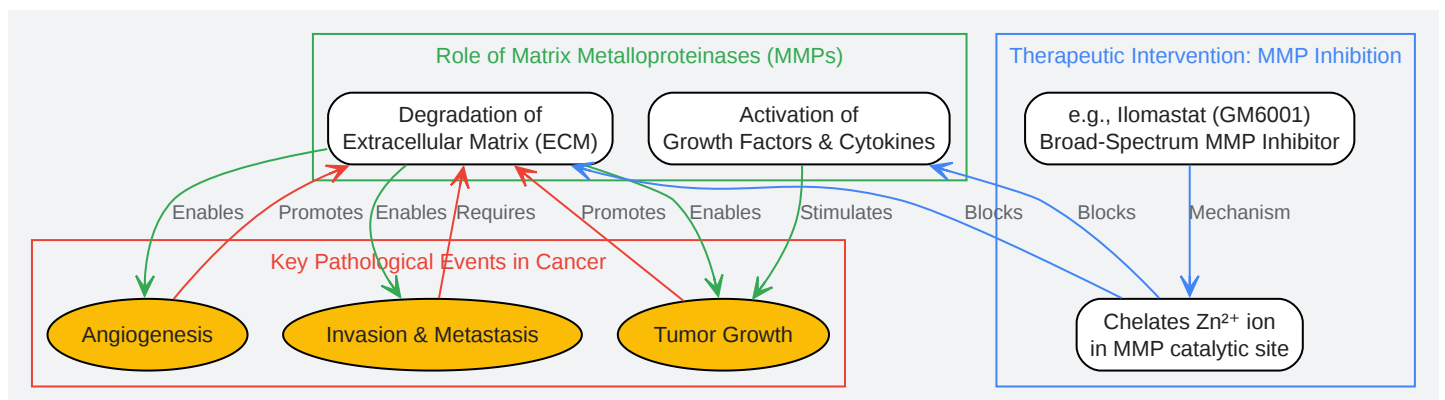 Role of Matrix Metalloproteinases (MMPs)
Therapeutic Intervention: MMP Inhibition
Degradation of
Extracellular Matrix (ECM)
Activation of
Growth Factors & Cytokines
e.g., Ilomastat (GM6001)
Broad-Spectrum MMP Inhibitor
Enables
Promotes
Enables
Requires
Promotes
Enables
Stimulates
Blocks
Blocks
Mechanism
Key Pathological Events in Cancer
Angiogenesis
Invasion & Metastasis
Tumor Growth
Chelates Zn²⁺ ion
in MMP catalytic site